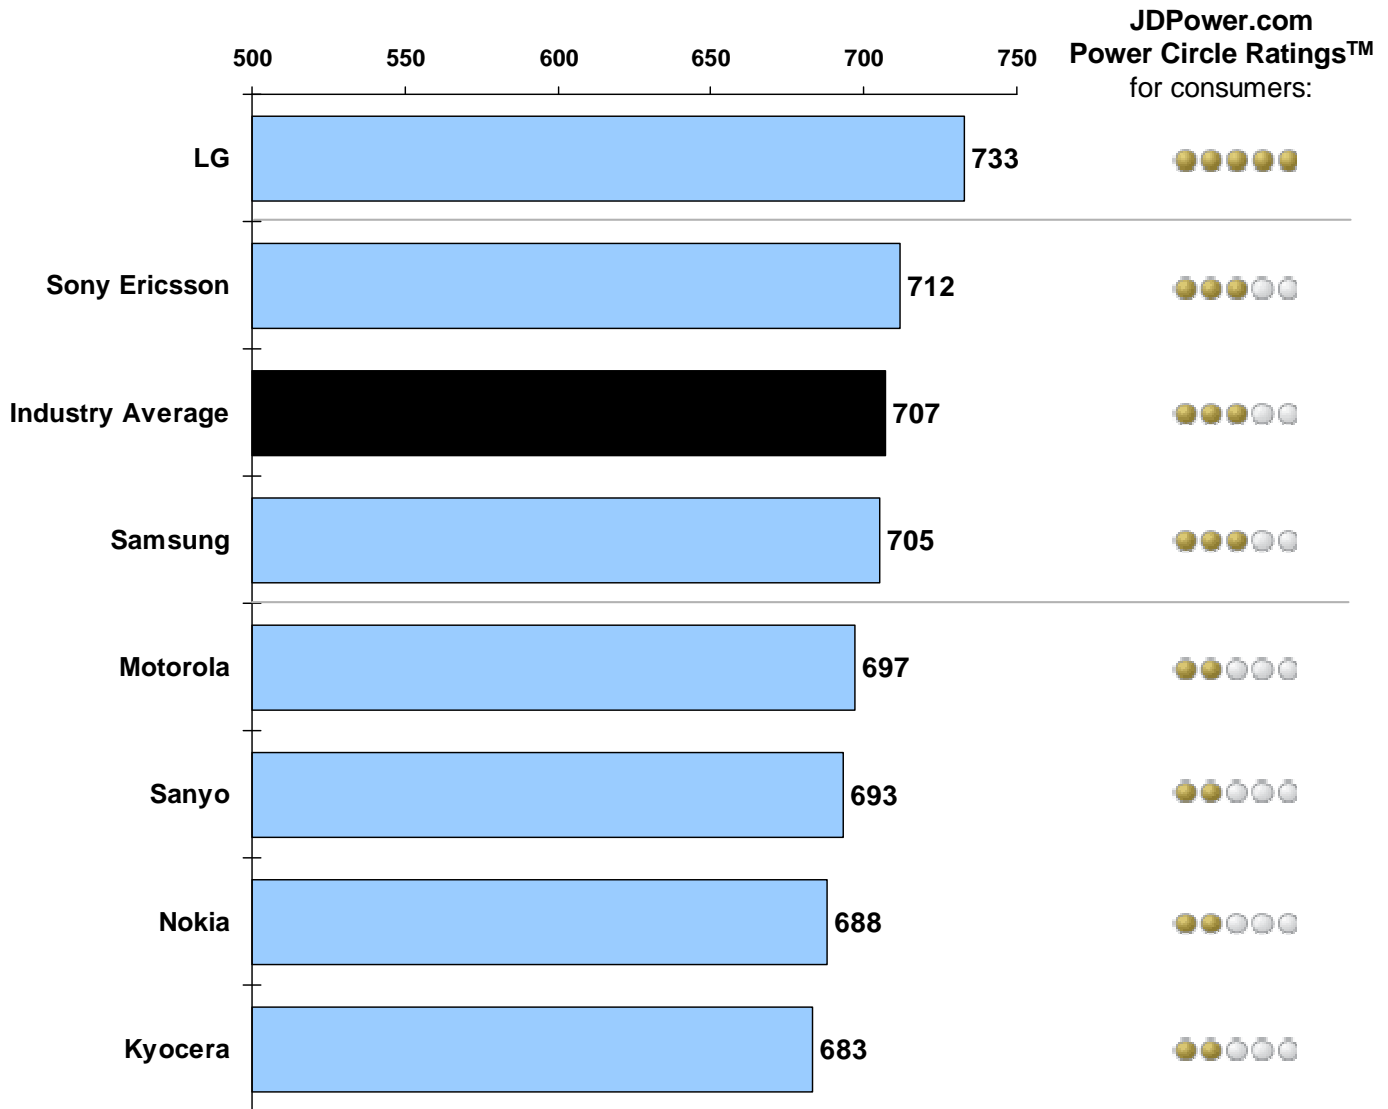 JDPower.com
Power Circle Ratings™
for consumers:
500 550 600 650 700 750
LG 733
Sony Ericsson 712
Industry Average 707
Samsung 705
Motorola 697
Sanyo 693
Nokia 688
Kyocera 683